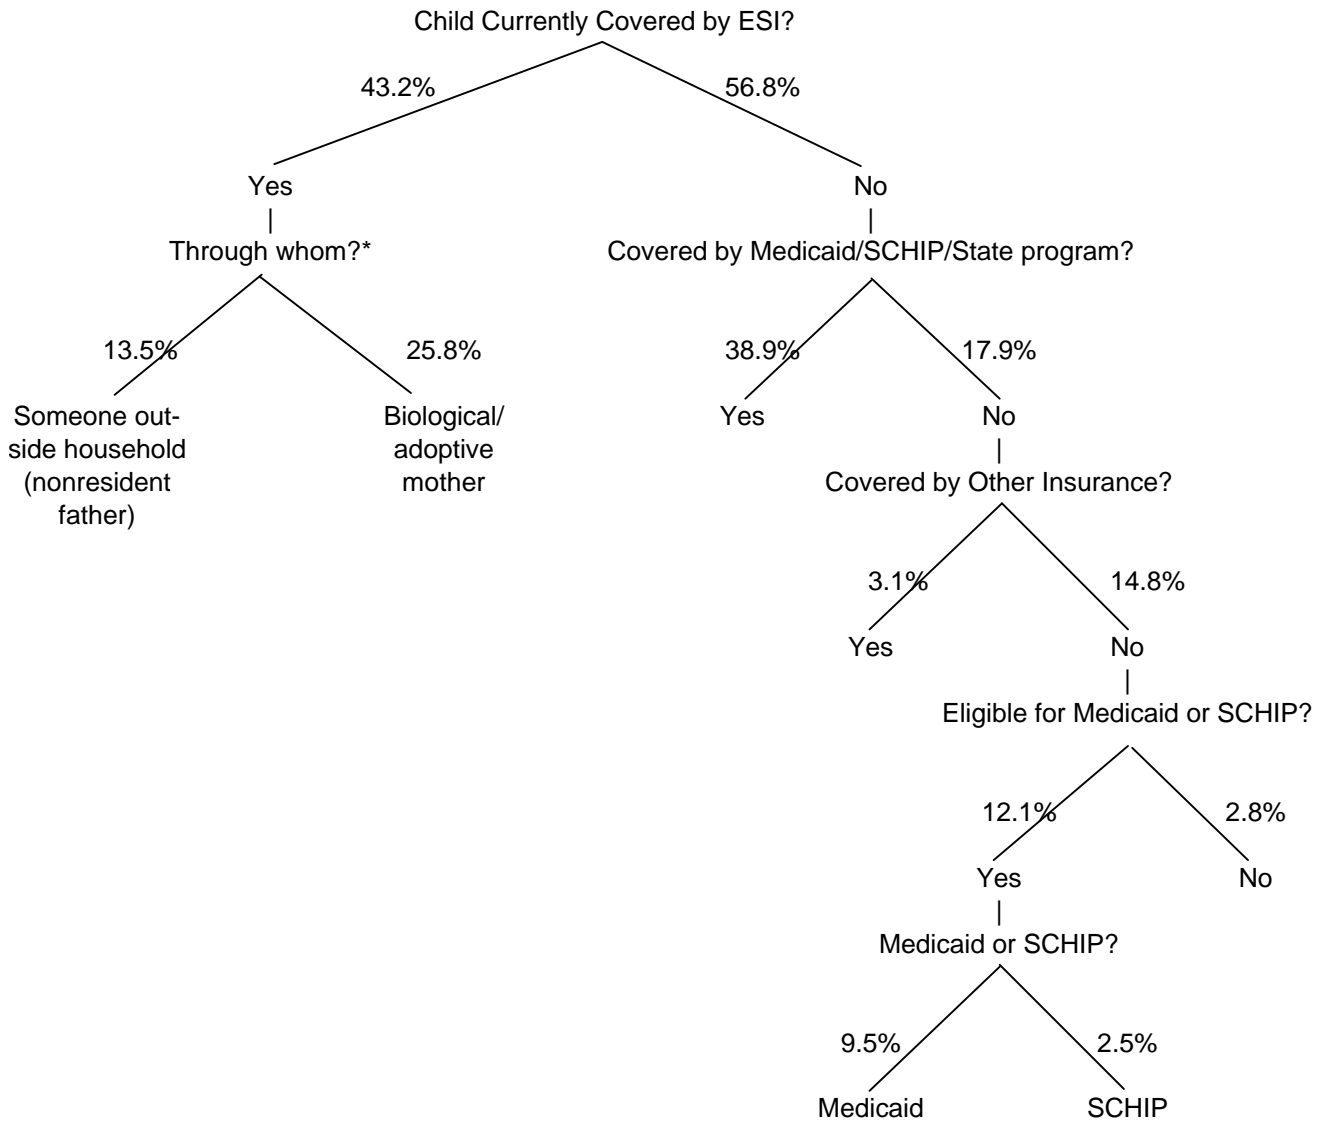 Child Currently Covered by ESI?
43.2%
56.8%
Yes
No
Through whom?*
Covered by Medicaid/SCHIP/State program?
13.5%
25.8%
38.9%
17.9%
Someone out-
side household
(nonresident
father)
Biological/
adoptive
mother
Yes
No
Covered by Other Insurance?
3.1%
14.8%
Yes
No
Eligible for Medicaid or SCHIP?
12.1%
2.8%
Yes
No
Medicaid or SCHIP?
9.5%
2.5%
Medicaid
SCHIP